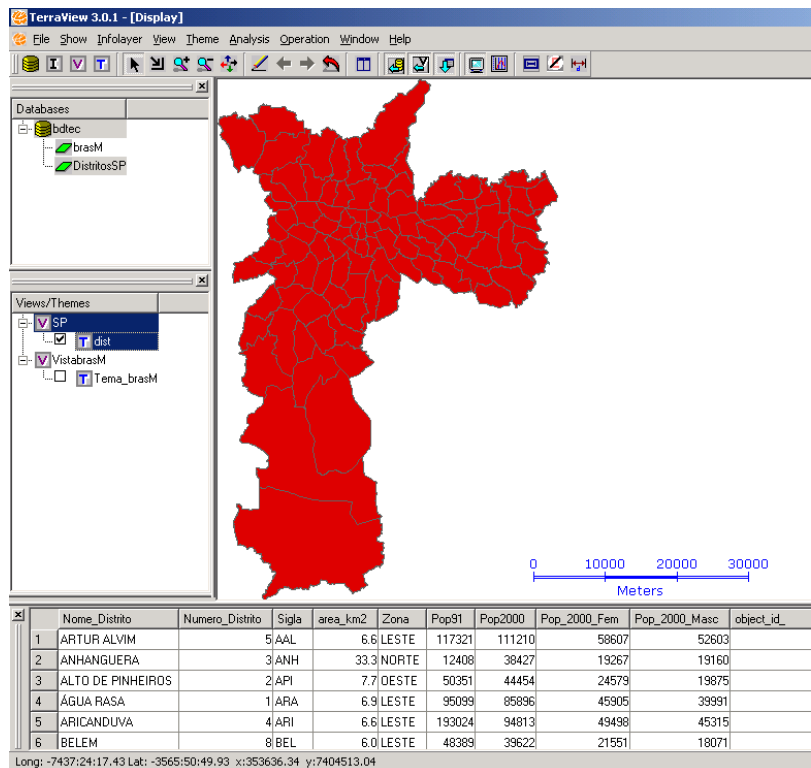 TerraView 3.0.1 - [Display]
File Show Infolayer View Theme Analysis Operation Window Help
I V T
Databases
bdtec
brasM
DistritosSP
Views/Themes
V SP
T dist
V VistabrasM
T Tema_brasM
0 10000 20000 30000
Meters
Nome_Distrito Numero_Distrito Sigla area_km2 Zona Pop91 Pop2000 Pop_2000_Fem Pop_2000_Masc object_id_
1 ARTUR ALVIM 5 AAL 6.6 LESTE 117321 111210 58607 52603
2 ANHANGUERA 3 ANH 33.3 NORTE 12408 38427 19267 19160
3 ALTO DE PINHEIROS 2 API 7.7 OESTE 50351 44454 24579 19875
4 ÁGUA RASA 1 ARA 6.9 LESTE 95099 85896 45905 39991
5 ARICANDUVA 4 ARI 6.6 LESTE 193024 94813 49498 45315
6 BELEM 8 BEL 6.0 LESTE 48389 39622 21551 18071
Long: -7437:24:17.43 Lat: -3565:50:49.93 x:353636.34 y:7404513.04